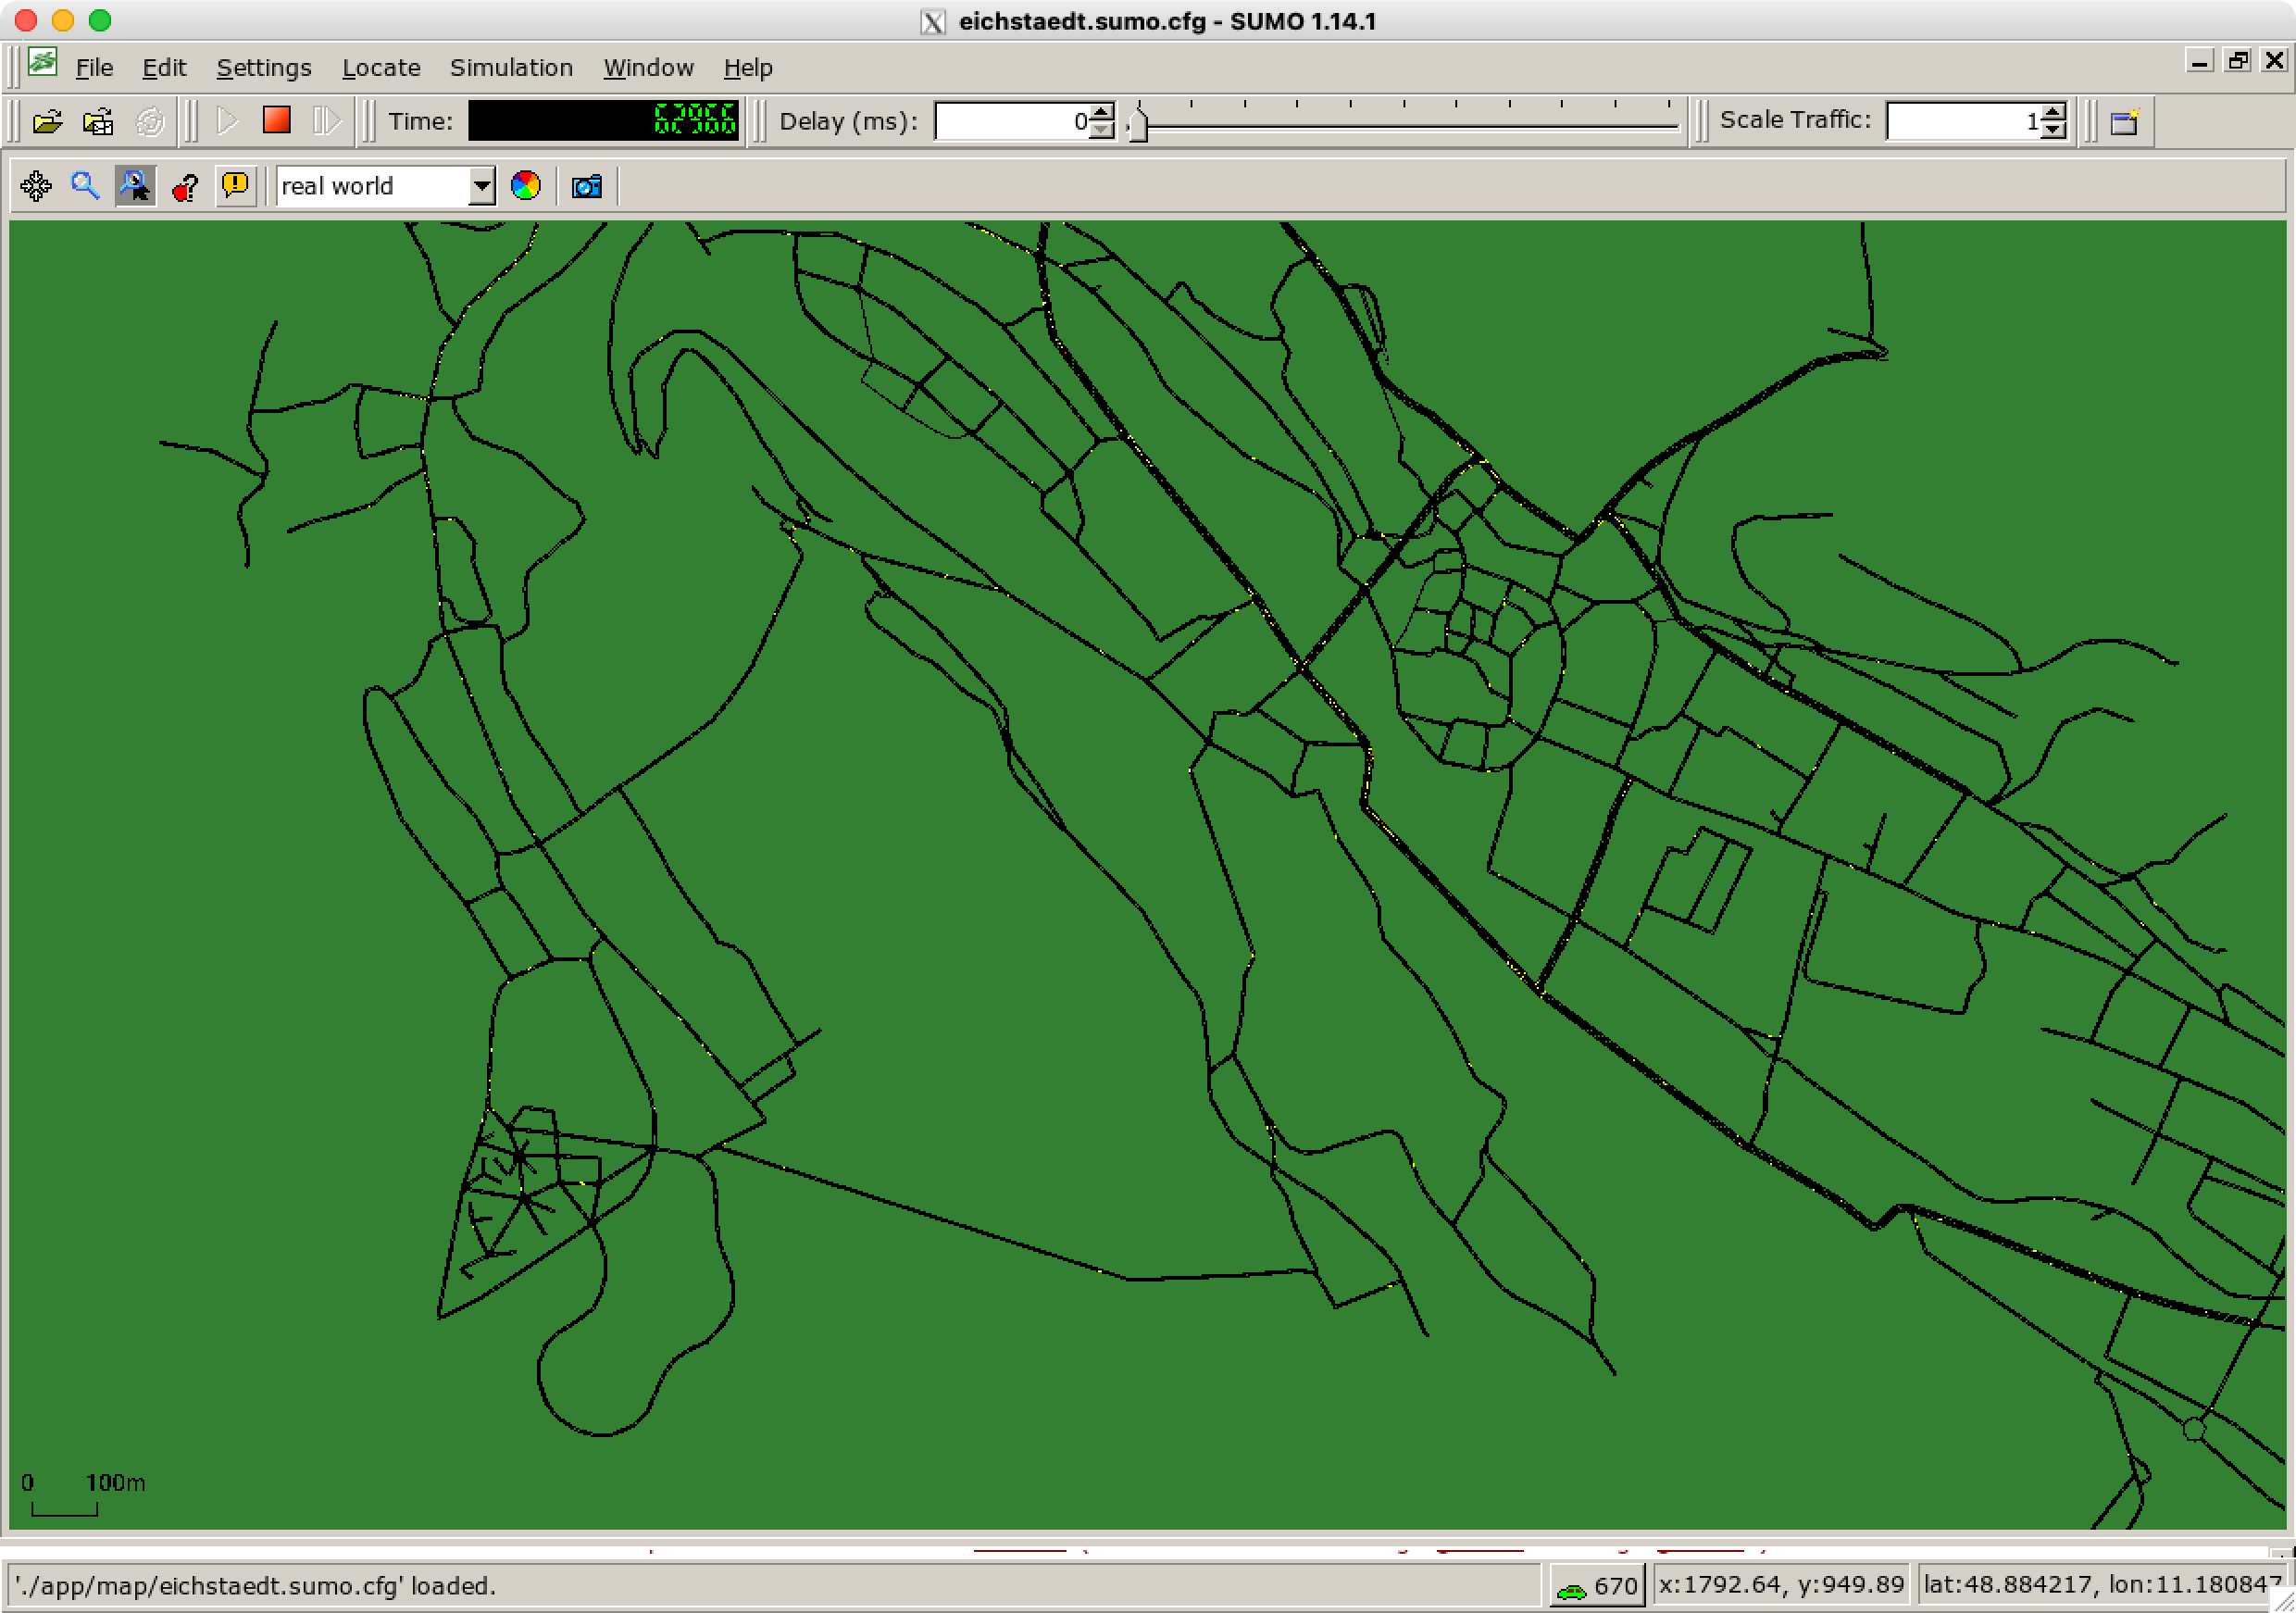 eichstaedt.sumo.cfg - SUMO 1.14.1
File Edit Settings Locate Simulation Window Help
Time: 62966 Delay (ms): 0 Scale Traffic: 1
real world
0 100m
'./app/map/eichstaedt.sumo.cfg' loaded. 670 x:1792.64, y:949.89 lat:48.884217, lon:11.180847